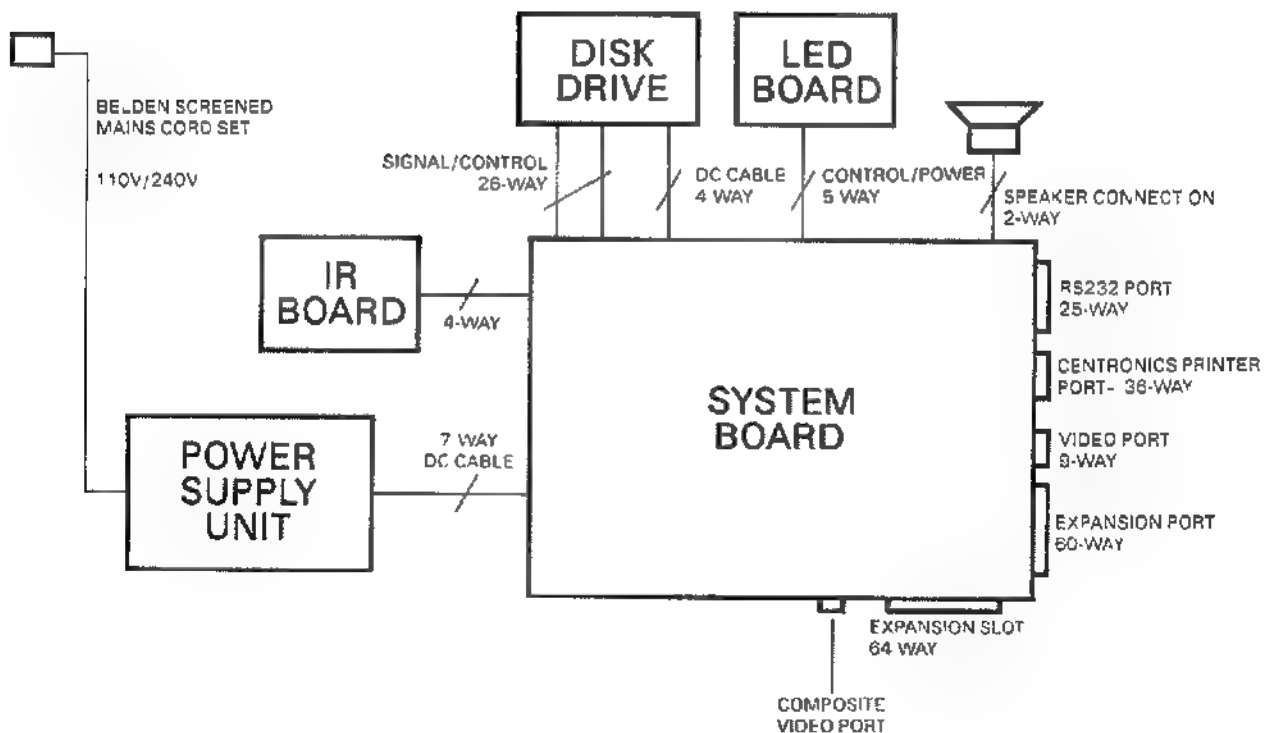 DISK
DRIVE
LED
BOARD
BELDEN SCREENED
MAINS CORD SET
110V/240V
SIGNAL/CONTROL
26-WAY
DC CABLE
4 WAY
CONTROL/POWER
5 WAY
SPEAKER CONNECT ON
2-WAY
IR
BOARD
4-WAY
RS232 PORT
25-WAY
CENTRONICS PRINTER
PORT- 36-WAY
SYSTEM
BOARD
VIDEO PORT
9-WAY
7 WAY
DC CABLE
POWER
SUPPLY
UNIT
EXPANSION PORT
60-WAY
EXPANSION SLOT
64 WAY
COMPOSITE
VIDEO PORT